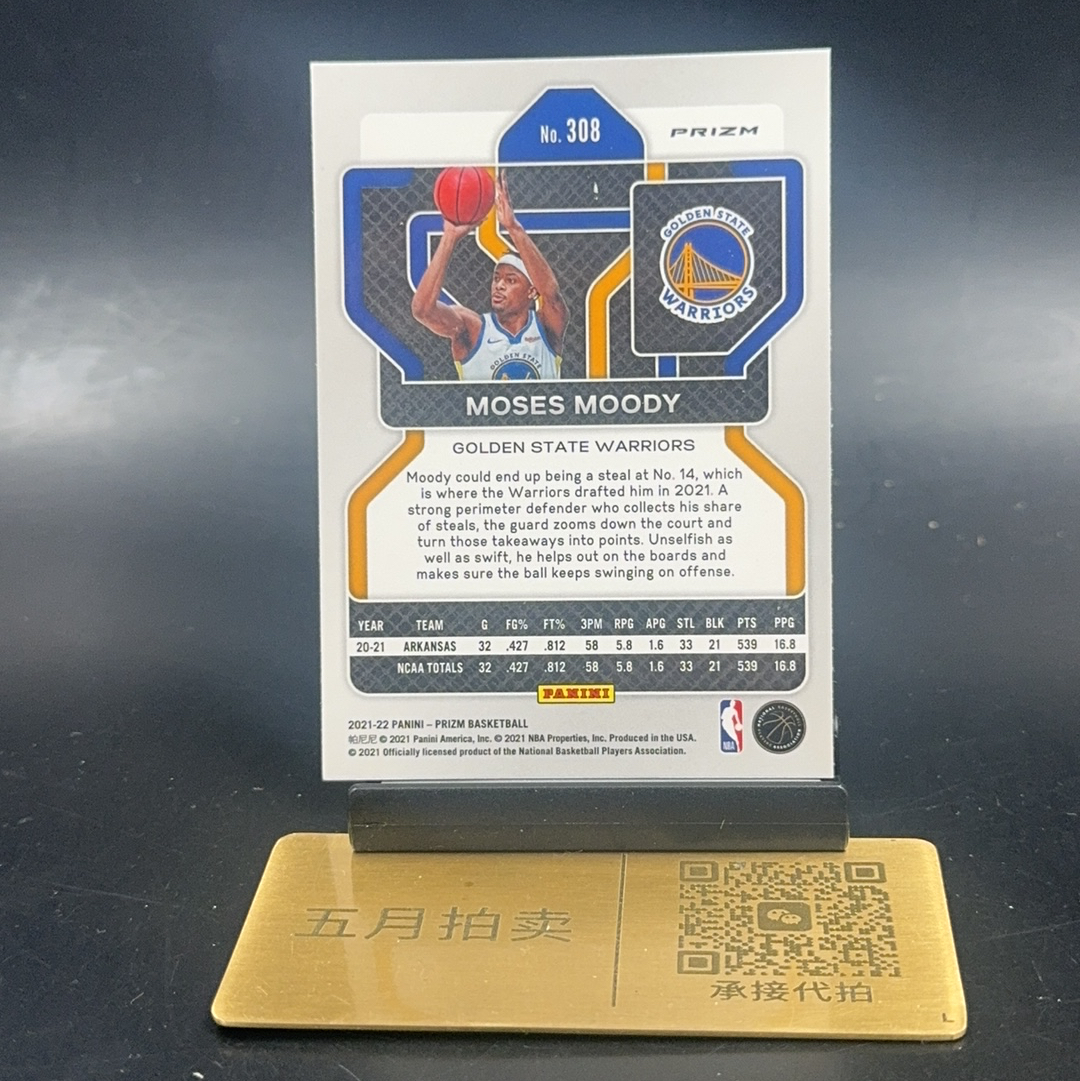 No. 308
PRIZM
GOLDEN STATE
WARRIORS
GOLDEN STATE
MOSES MOODY
GOLDEN STATE WARRIORS
Moody could end up being a steal at No. 14, which
is where the Warriors drafted him in 2021. A
strong perimeter defender who collects his share
of steals, the guard zooms down the court and
turn those takeaways into points. Unselfish as
well as swift, he helps out on the boards and
makes sure the ball keeps swinging on offense.
YEAR TEAM G FG% FT% 3PM RPG APG STL BLK PTS PPG
20-21 ARKANSAS 32 .427 .812 58 5.8 1.6 33 21 539 16.8
NCAA TOTALS 32 .427 .812 58 5.8 1.6 33 21 539 16.8
PANINI
2021-22 PANINI – PRIZM BASKETBALL
帕尼尼 © 2021 Panini America, Inc. © 2021 NBA Properties, Inc. Produced in the USA.
© 2021 Officially licensed product of the National Basketball Players Association.
NBA
五月拍卖
承接代拍
L